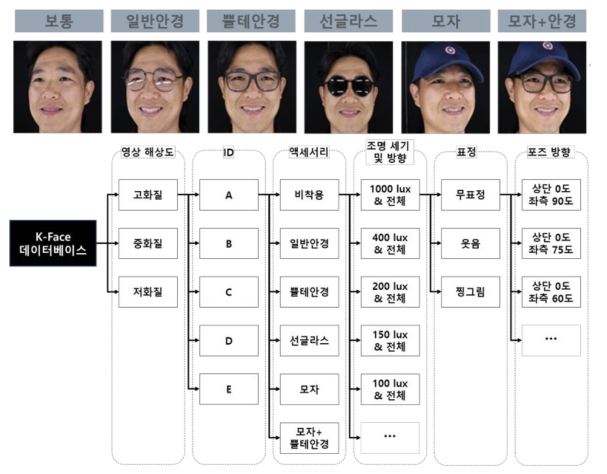 보통
일반안경
뿔테안경
선글라스
모자
모자+안경
영상 해상도
ID
액세서리
조명 세기
및 방향
표정
포즈 방향
K-Face
데이터베이스
고화질
A
비착용
1000 lux
& 전체
무표정
상단 0도
좌측 90도
중화질
B
일반안경
400 lux
& 전체
웃음
상단 0도
좌측 75도
저화질
C
뿔테안경
200 lux
& 전체
찡그림
상단 0도
좌측 60도
D
선글라스
150 lux
& 전체
...
E
모자
100 lux
& 전체
모자+
뿔테안경
...